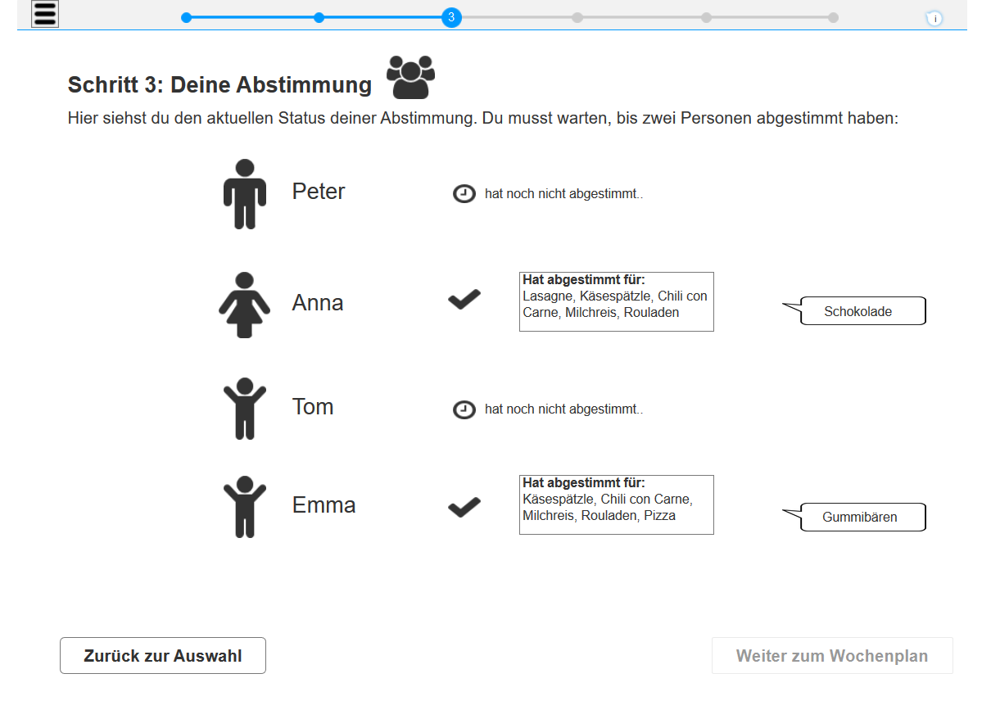 3
i
Schritt 3: Deine Abstimmung
Hier siehst du den aktuellen Status deiner Abstimmung. Du musst warten, bis zwei Personen abgestimmt haben:
Peter
hat noch nicht abgestimmt..
Anna
Hat abgestimmt für:
Lasagne, Käsespätzle, Chili con
Carne, Milchreis, Rouladen
Schokolade
Tom
hat noch nicht abgestimmt..
Emma
Hat abgestimmt für:
Käsespätzle, Chili con Carne,
Milchreis, Rouladen, Pizza
Gummibären
Zurück zur Auswahl
Weiter zum Wochenplan